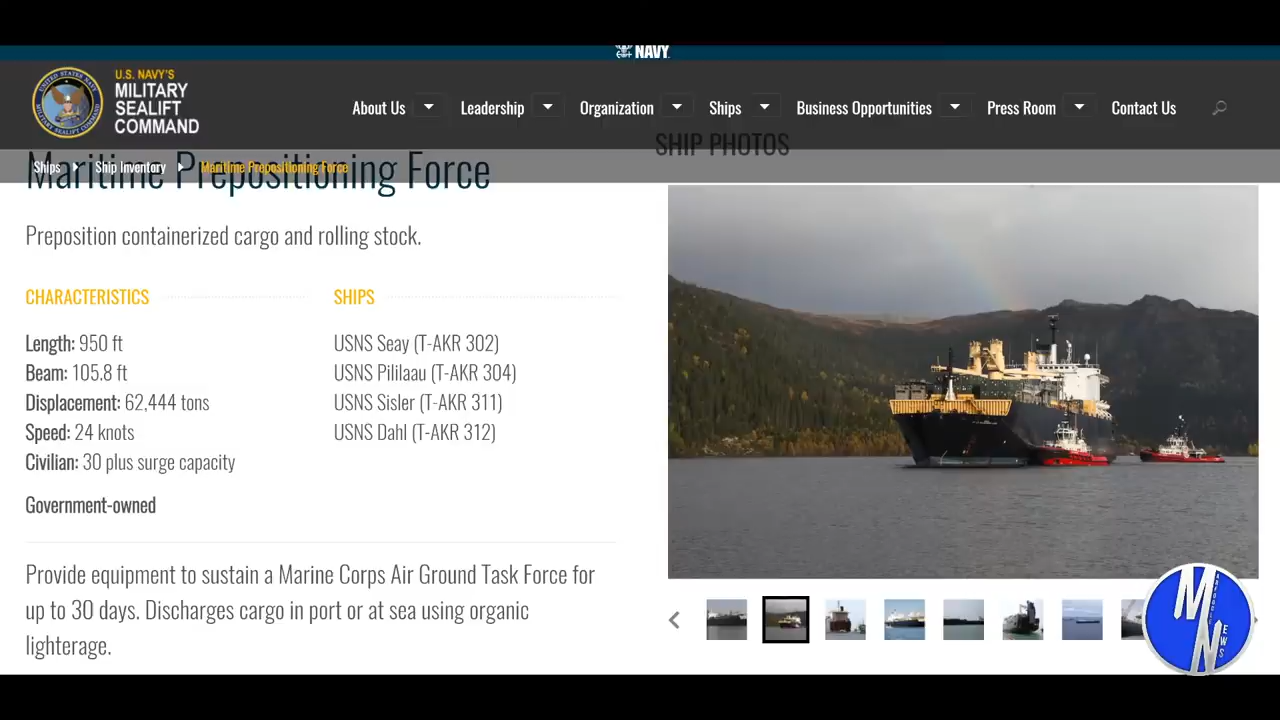 NAVY
U.S. NAVY'S
MILITARY
SEALIFT
COMMAND
About Us
Leadership
Organization
Ships
Business Opportunities
Press Room
Contact Us
SHIP PHOTOS
Ships
Ship Inventory
Maritime Prepositioning Force
Maritime Prepositioning Force
Preposition containerized cargo and rolling stock.
CHARACTERISTICS
Length: 950 ft
Beam: 105.8 ft
Displacement: 62,444 tons
Speed: 24 knots
Civilian: 30 plus surge capacity
Government-owned
SHIPS
USNS Seay (T-AKR 302)
USNS Pililaau (T-AKR 304)
USNS Sisler (T-AKR 311)
USNS Dahl (T-AKR 312)
Provide equipment to sustain a Marine Corps Air Ground Task Force for
up to 30 days. Discharges cargo in port or at sea using organic
lighterage.